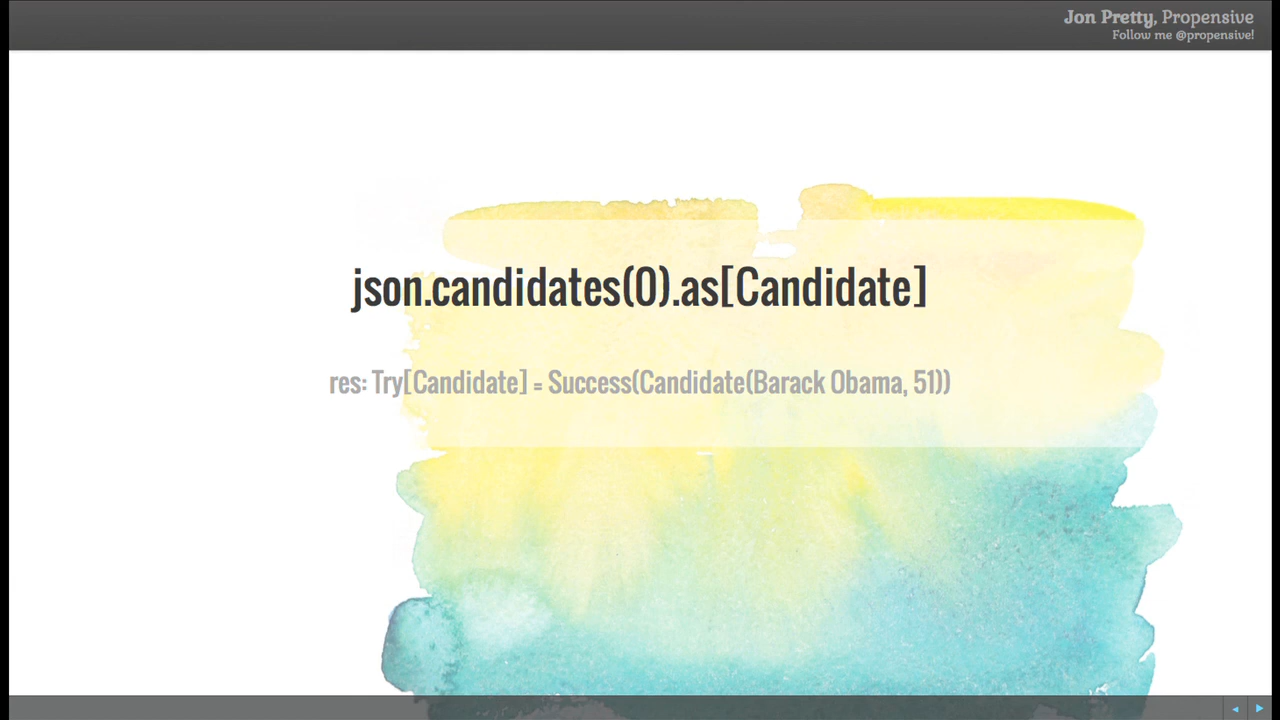 Jon Pretty, Propensive
Follow me @propensive!
json.candidates(0).as[Candidate]
res: Try[Candidate] = Success(Candidate(Barack Obama, 51))